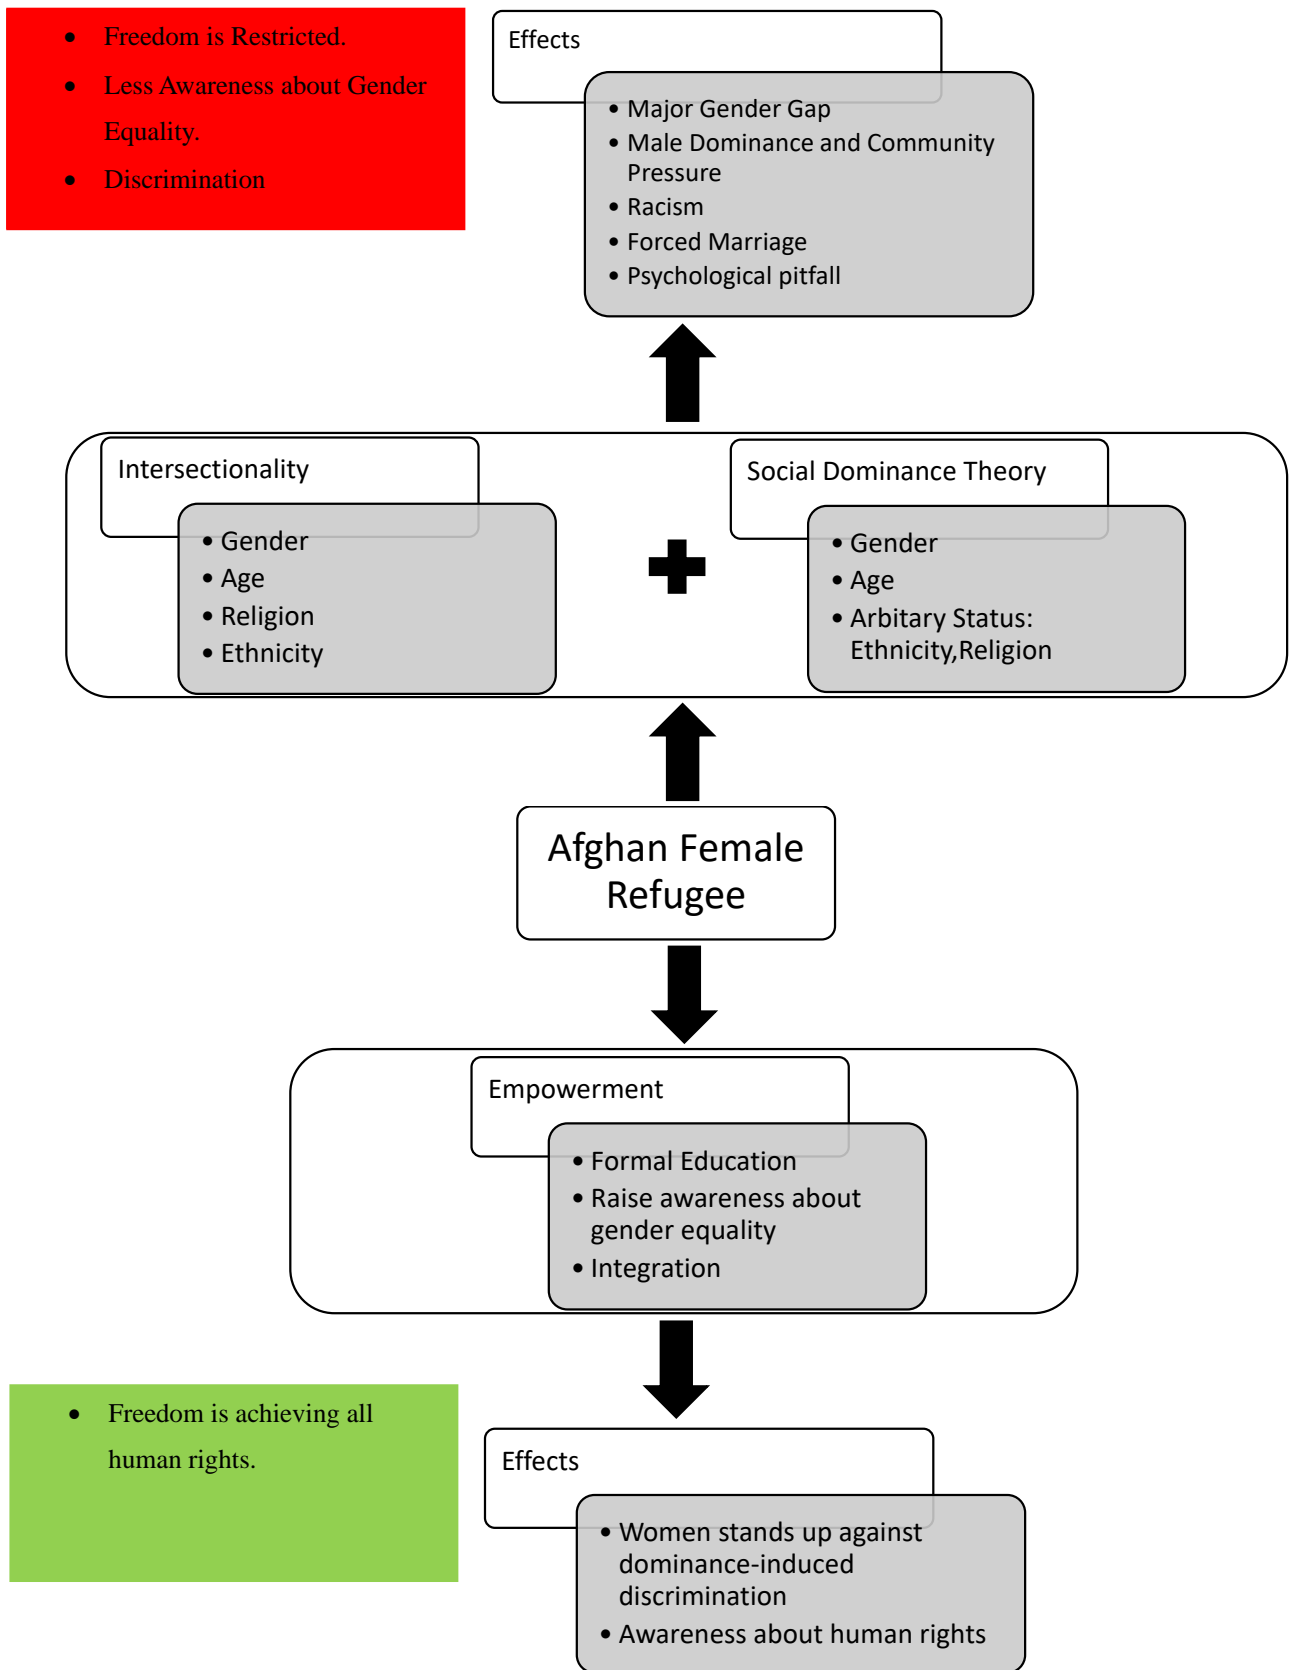 • Freedom is Restricted.
• Less Awareness about Gender
Equality.
• Discrimination
Effects
• Major Gender Gap
• Male Dominance and Community
Pressure
• Racism
• Forced Marriage
• Psychological pitfall
Intersectionality
• Gender
• Age
• Religion
• Ethnicity
Social Dominance Theory
• Gender
• Age
• Arbitary Status:
Ethnicity,Religion
Afghan Female
Refugee
Empowerment
• Formal Education
• Raise awareness about
gender equality
• Integration
• Freedom is achieving all
human rights.
Effects
• Women stands up against
dominance-induced
discrimination
• Awareness about human rights